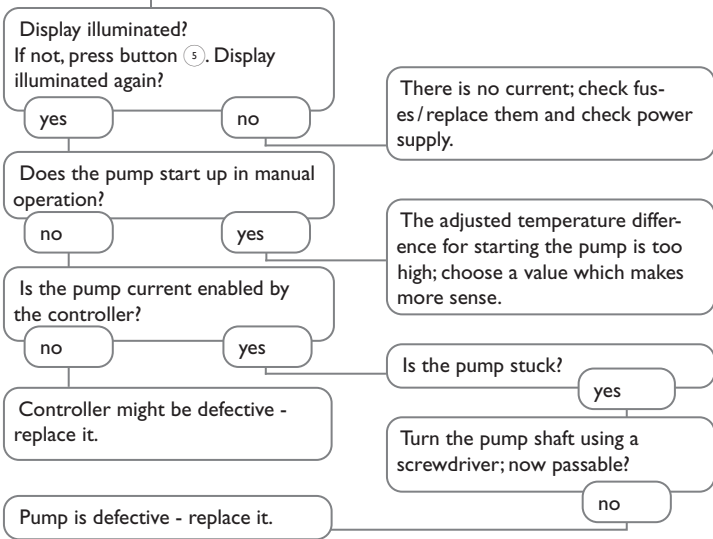 Display illuminated?
If not, press button 5. Display
illuminated again?
yes
no
There is no current; check fus-
es/replace them and check power
supply.
Does the pump start up in manual
operation?
no
yes
The adjusted temperature differ-
ence for starting the pump is too
high; choose a value which makes
more sense.
Is the pump current enabled by
the controller?
no
yes
Is the pump stuck?
yes
Controller might be defective -
replace it.
Turn the pump shaft using a
screwdriver; now passable?
no
Pump is defective - replace it.